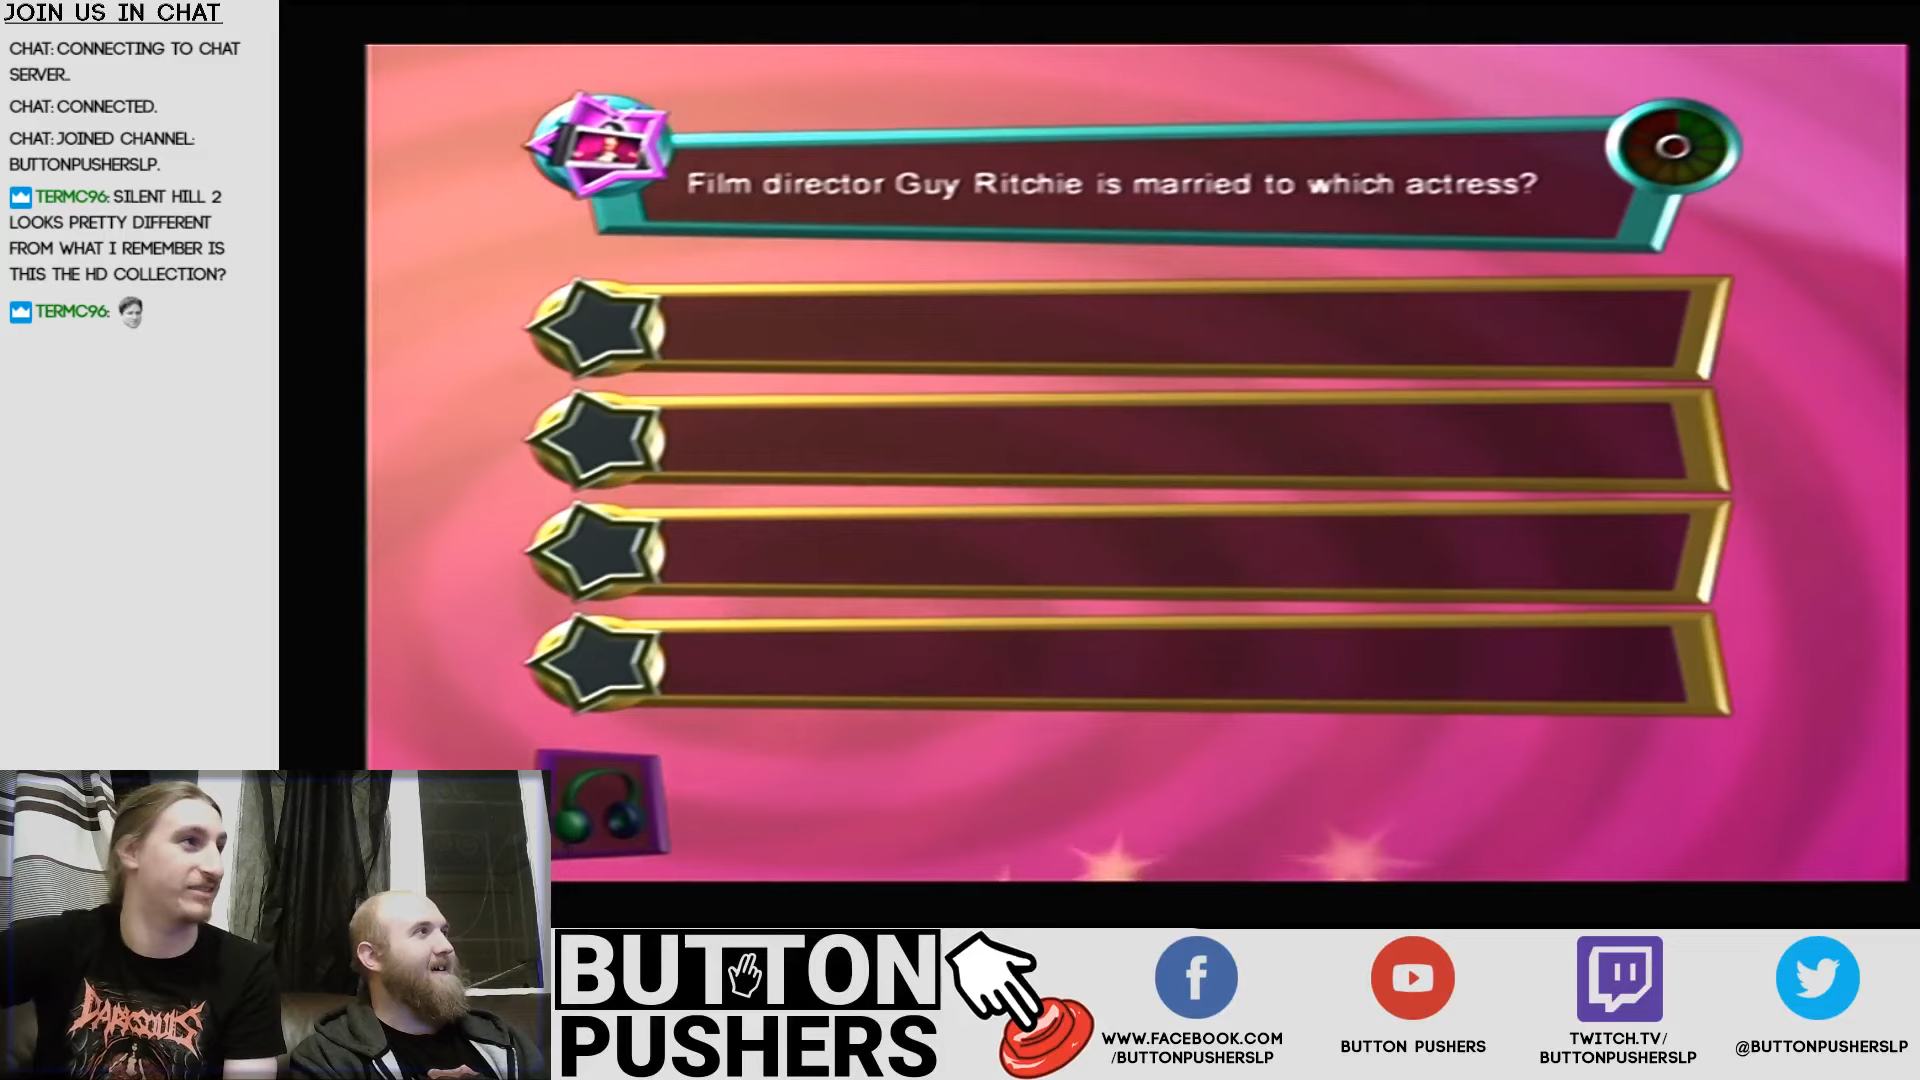 JOIN US IN CHAT
CHAT: CONNECTING TO CHAT
SERVER..
CHAT: CONNECTED.
CHAT: JOINED CHANNEL:
BUTTONPUSHERSLP.
TERMC96: SILENT HILL 2
LOOKS PRETTY DIFFERENT
FROM WHAT I REMEMBER IS
THIS THE HD COLLECTION?
TERMC96:
Film director Guy Ritchie is married to which actress?
DARK SOULS
BUTTON
PUSHERS
WWW.FACEBOOK.COM
/BUTTONPUSHERSLP
BUTTON PUSHERS
TWITCH.TV/
BUTTONPUSHERSLP
@BUTTONPUSHERSLP